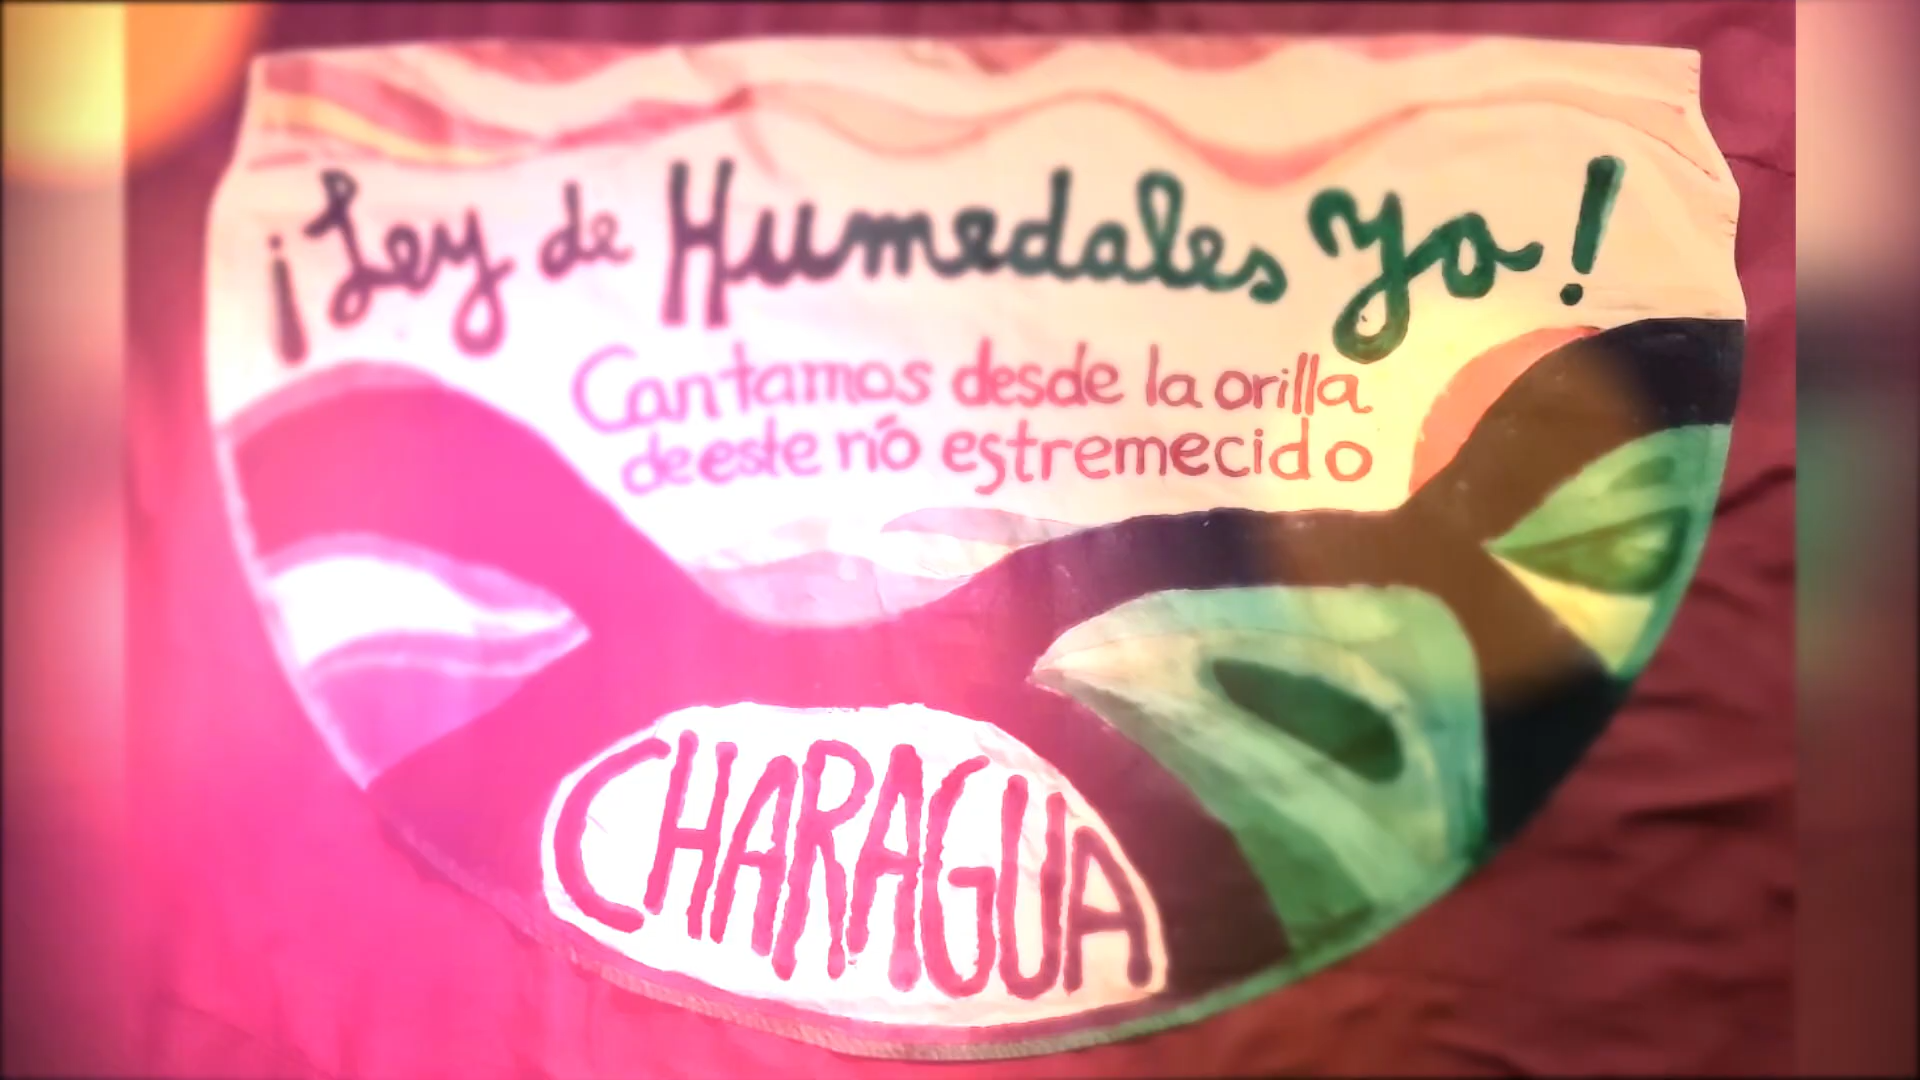 ¡Ley de Humedales Ya!
Cantamos desde la orilla
de este río estremecido
CHARAGUA